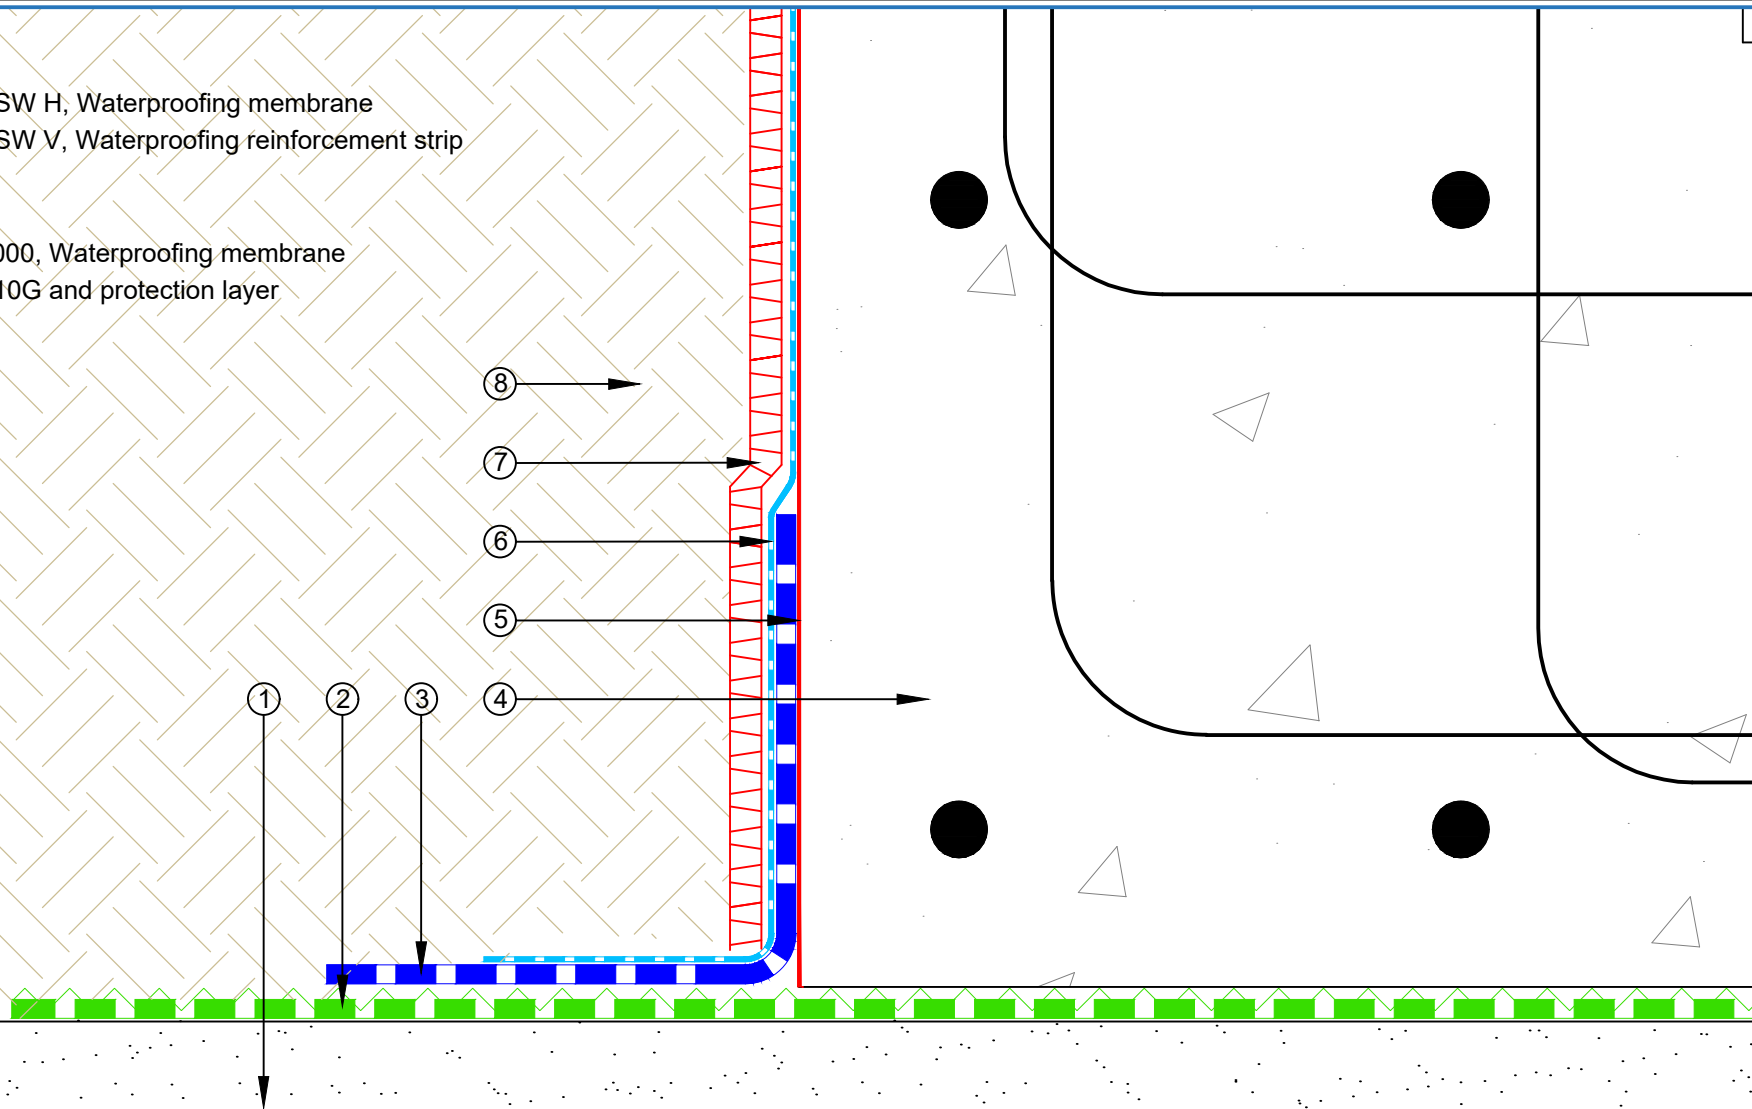 SW H, Waterproofing membrane
SW V, Waterproofing reinforcement strip
000, Waterproofing membrane
10G and protection layer
8
7
6
5
1 2 3 4